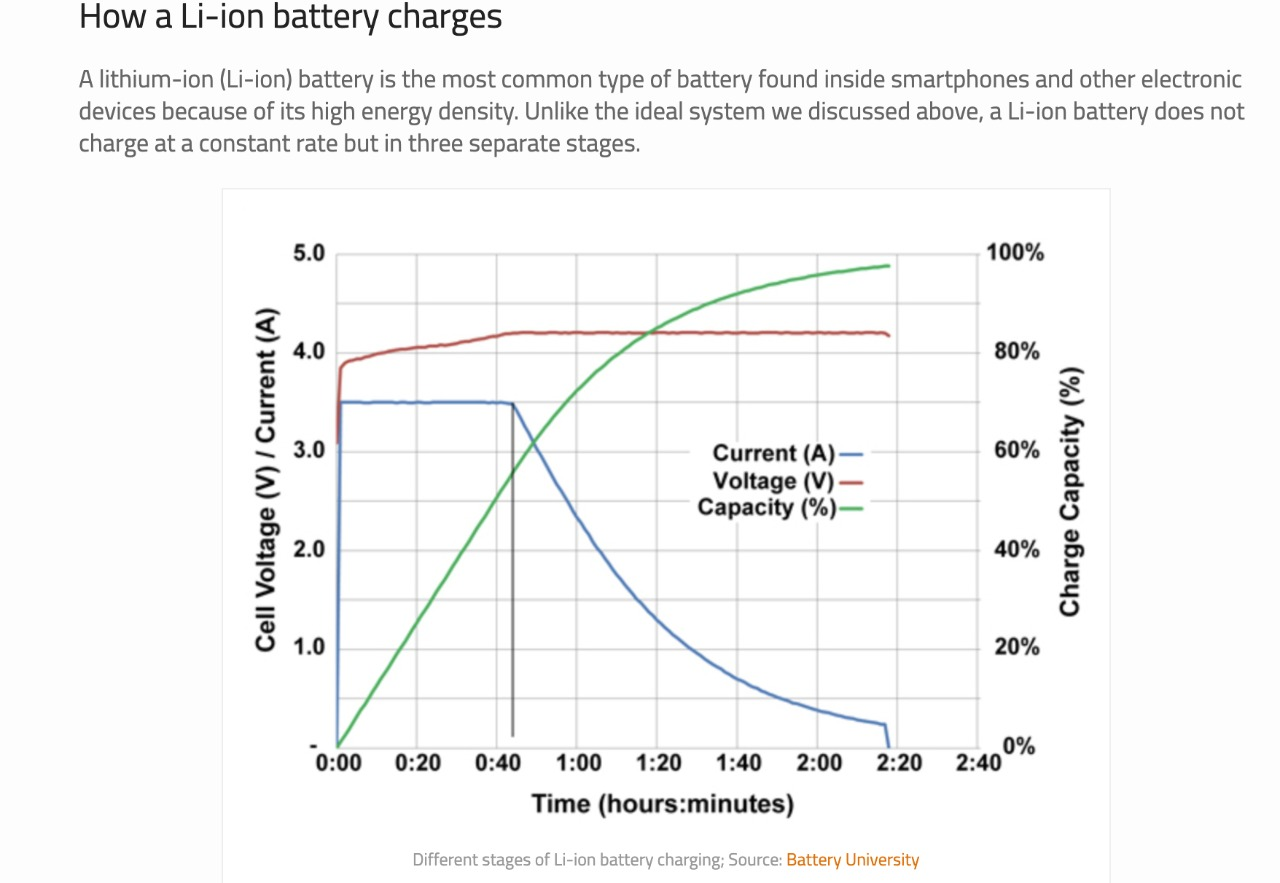 How a Li-ion battery charges
A lithium-ion (Li-ion) battery is the most common type of battery found inside smartphones and other electronic
devices because of its high energy density. Unlike the ideal system we discussed above, a Li-ion battery does not
charge at a constant rate but in three separate stages.
5.0
4.0
3.0
2.0
1.0
-
Cell Voltage (V) / Current (A)
100%
80%
60%
40%
20%
0%
Charge Capacity (%)
Current (A)
Voltage (V)
Capacity (%)
0:00 0:20 0:40 1:00 1:20 1:40 2:00 2:20 2:40
Time (hours:minutes)
Different stages of Li-ion battery charging; Source: Battery University